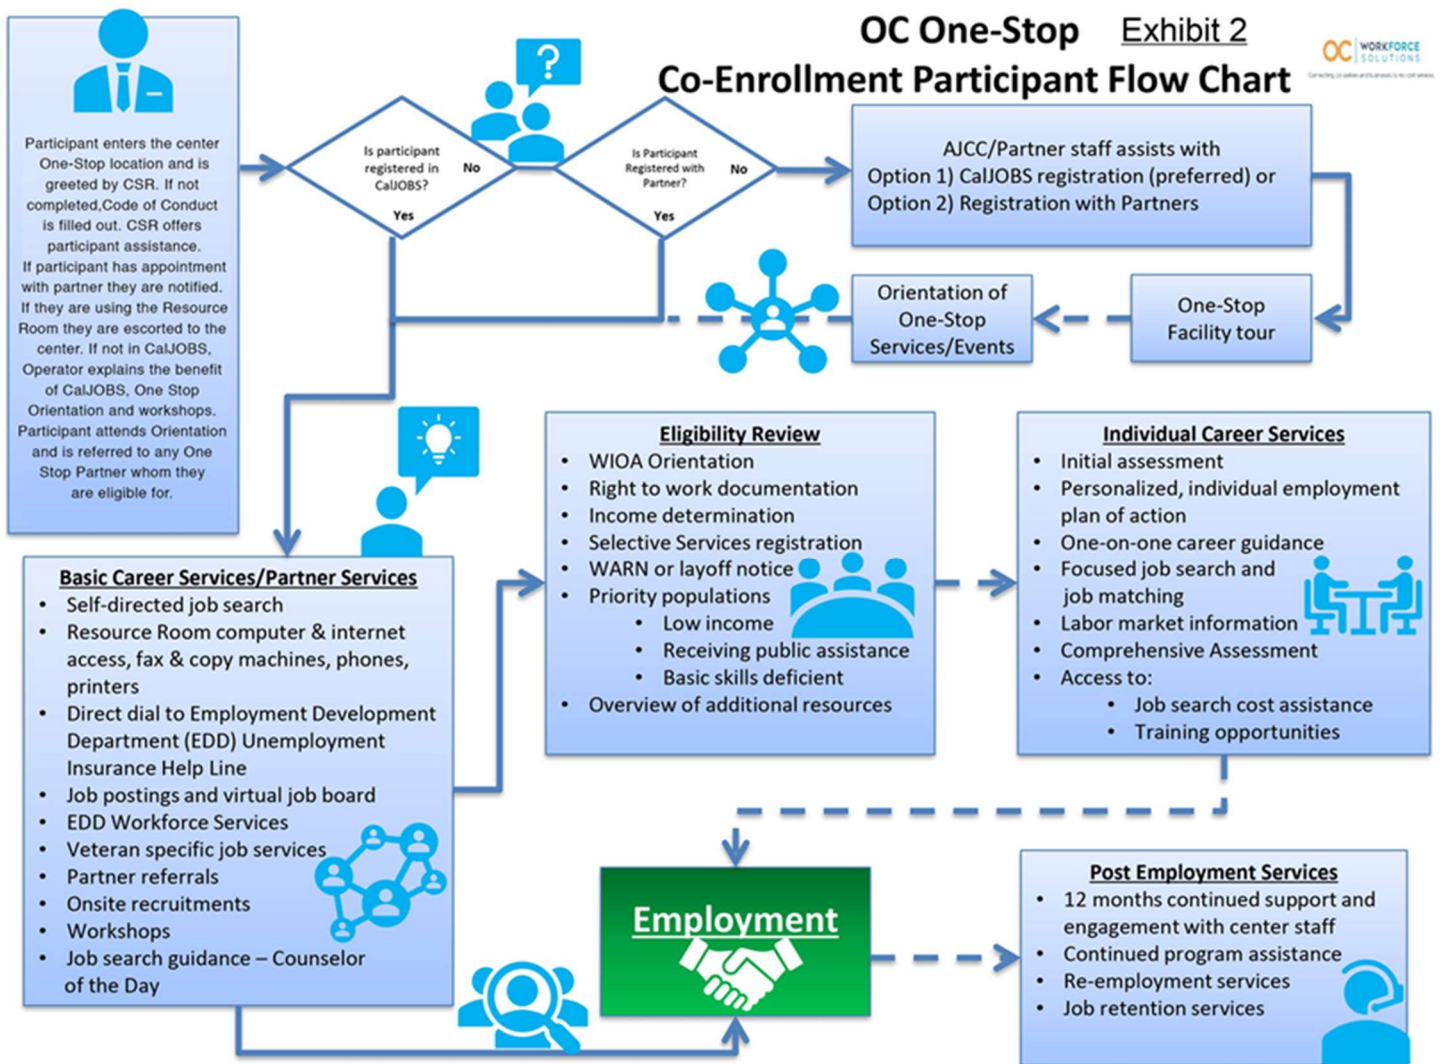 OC One-Stop Exhibit 2
Co-Enrollment Participant Flow Chart
OC WORKFORCE
SOLUTIONS
Participant enters the center
One-Stop location and is
greeted by CSR. If not
completed,Code of Conduct
is filled out. CSR offers
participant assistance.
If participant has appointment
with partner they are notified.
If they are using the Resource
Room they are escorted to the
center. If not in CalJOBS,
Operator explains the benefit
of CalJOBS, One Stop
Orientation and workshops.
Participant attends Orientation
and is referred to any One
Stop Partner whom they
are eligible for.
Is participant
registered in
CalJOBS?
No
Yes
?
Is Participant
Registered with
Partner?
No
Yes
AJCC/Partner staff assists with
Option 1) CalJOBS registration (preferred) or
Option 2) Registration with Partners
One-Stop
Facility tour
Orientation of
One-Stop
Services/Events
Basic Career Services/Partner Services
• Self-directed job search
• Resource Room computer & internet
access, fax & copy machines, phones,
printers
• Direct dial to Employment Development
Department (EDD) Unemployment
Insurance Help Line
• Job postings and virtual job board
• EDD Workforce Services
• Veteran specific job services
• Partner referrals
• Onsite recruitments
• Workshops
• Job search guidance – Counselor
of the Day
Eligibility Review
• WIOA Orientation
• Right to work documentation
• Income determination
• Selective Services registration
• WARN or layoff notice
• Priority populations
• Low income
• Receiving public assistance
• Basic skills deficient
• Overview of additional resources
Individual Career Services
• Initial assessment
• Personalized, individual employment
plan of action
• One-on-one career guidance
• Focused job search and
job matching
• Labor market information
• Comprehensive Assessment
• Access to:
• Job search cost assistance
• Training opportunities
Employment
Post Employment Services
• 12 months continued support and
engagement with center staff
• Continued program assistance
• Re-employment services
• Job retention services